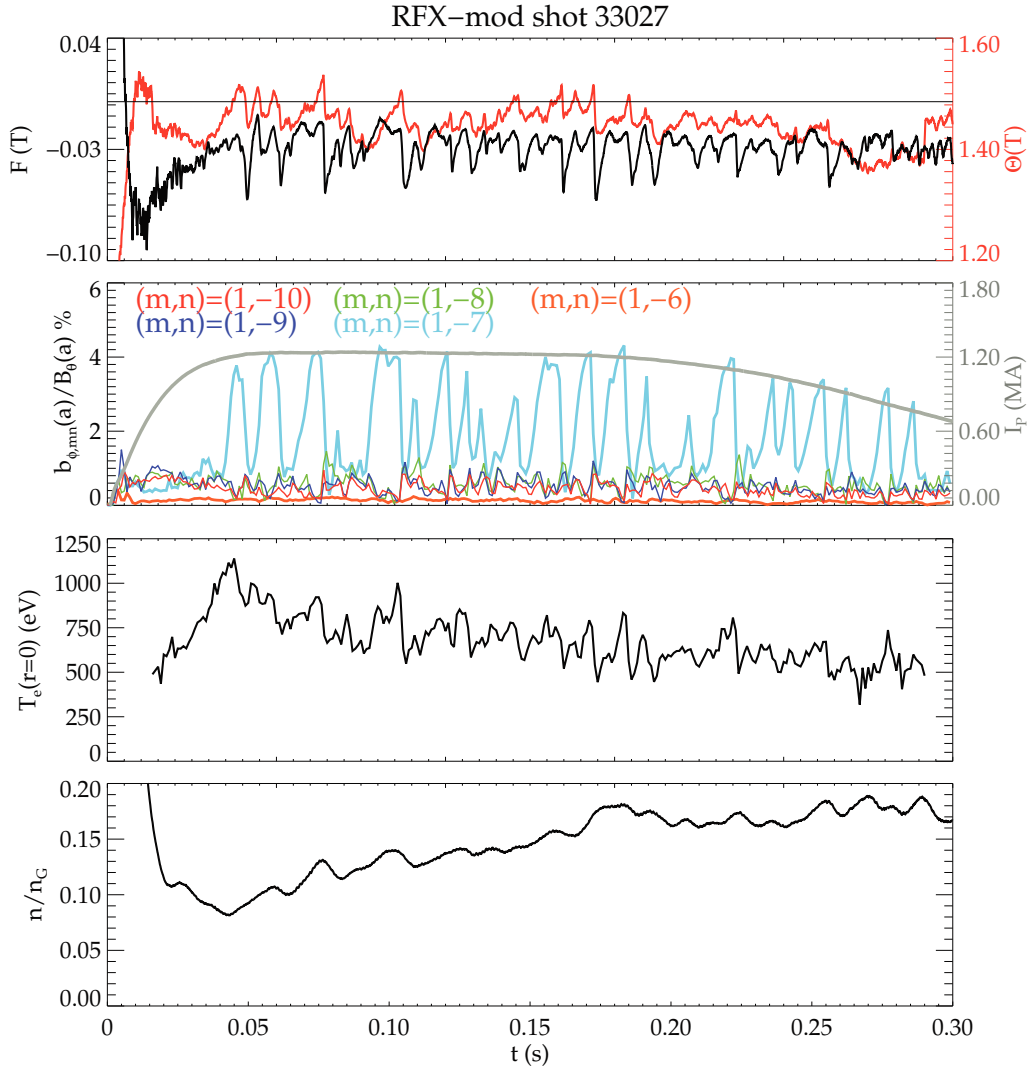 RFX−mod shot 33027
0.04
−0.03
−0.10
F (T)
1.60
1.40
1.20
Θ(T)
(m,n)=(1,−10) (m,n)=(1,−8) (m,n)=(1,−6)
(m,n)=(1,−9) (m,n)=(1,−7)
6
4
2
0
b_ϕ,mn(a)/B_θ(a) %
1.80
1.20
0.60
0.00
I_P (MA)
1250
1000
750
500
250
0
T_e(r=0) (eV)
0.20
0.15
0.10
0.05
0.00
n/n_G
0 0.05 0.10 0.15 0.20 0.25 0.30
t (s)